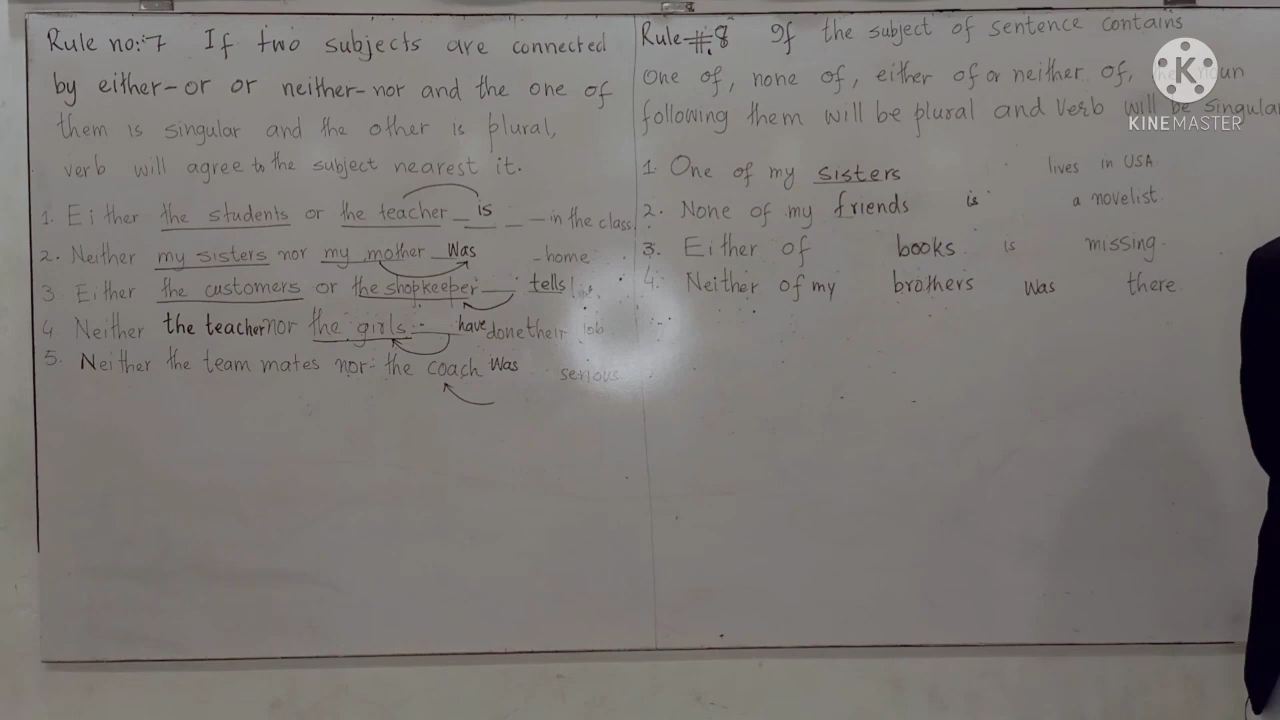 Rule no:7 If two subjects are connected
by either-or or neither-nor and the one of
them is singular and the other is plural,
verb will agree to the subject nearest it.
1. Either the students or the teacher is in the class.
2. Neither my sisters nor my mother was home
3 Either the customers or the shopkeeper tells lie.
4 Neither the teacher nor the girls have done their job
5. Neither the team mates nor the coach was serious
Rule #8 If the subject of sentence contains
One of, none of, either of or neither of, the noun
following them will be plural and verb will be singular
1. One of my sisters lives in USA.
2. None of my friends is a novelist.
3. Either of books is missing.
4. Neither of my brothers was there.
K
KINEMASTER